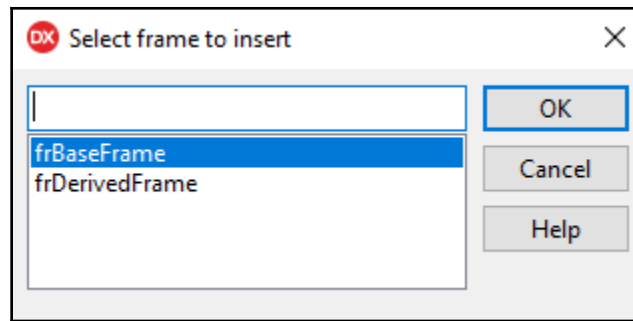 DX Select frame to insert
OK
frBaseFrame
frDerivedFrame
Cancel
Help